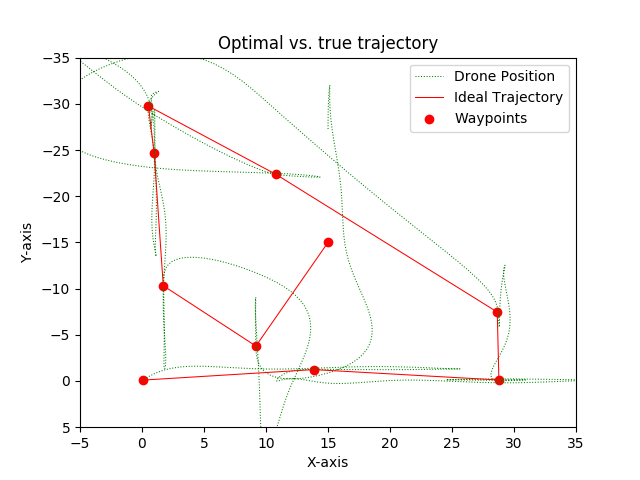 Optimal vs. true trajectory
Drone Position
Ideal Trajectory
Waypoints
Y-axis
−35
−30
−25
−20
−15
−10
−5
0
5
−5 0 5 10 15 20 25 30 35
X-axis